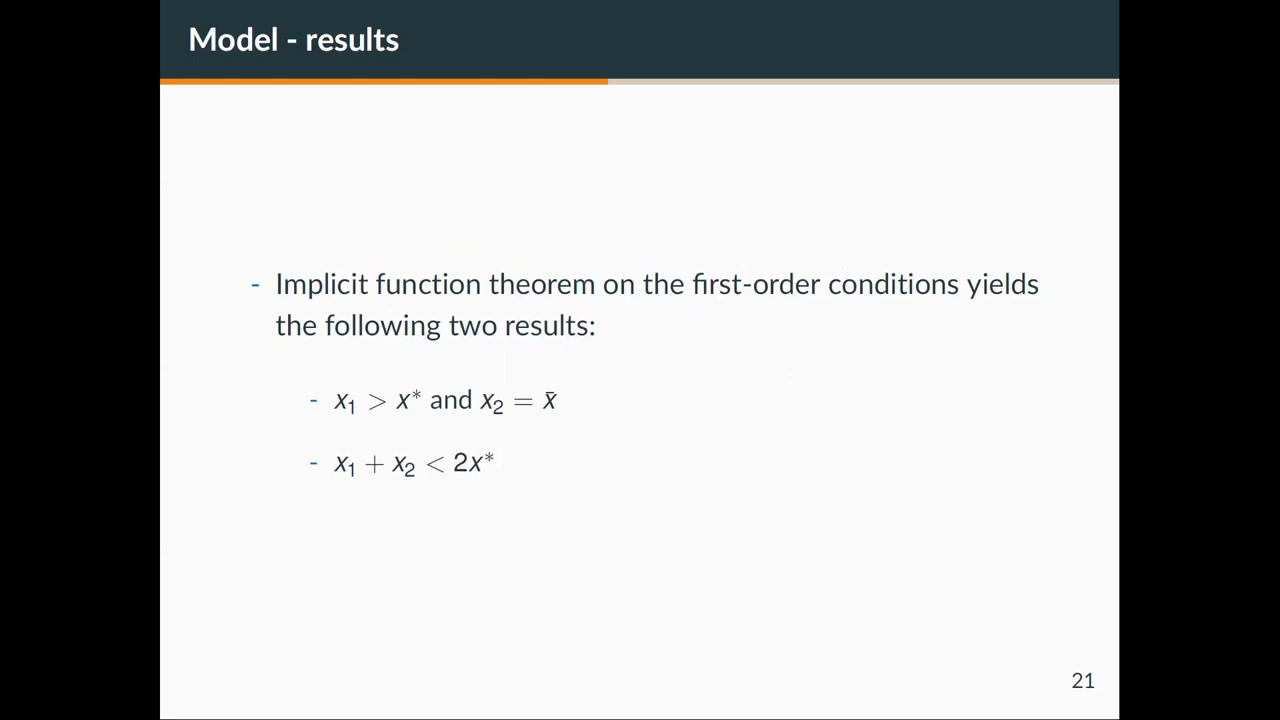 Model - results
- Implicit function theorem on the first-order conditions yields
the following two results:
- x₁ > x* and x₂ = x̄
- x₁ + x₂ < 2x*
21